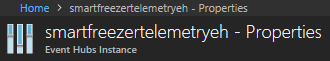 Home > smartfreezertelemetryeh - Properties
smartfreezertelemetryeh - Properties
Event Hubs Instance